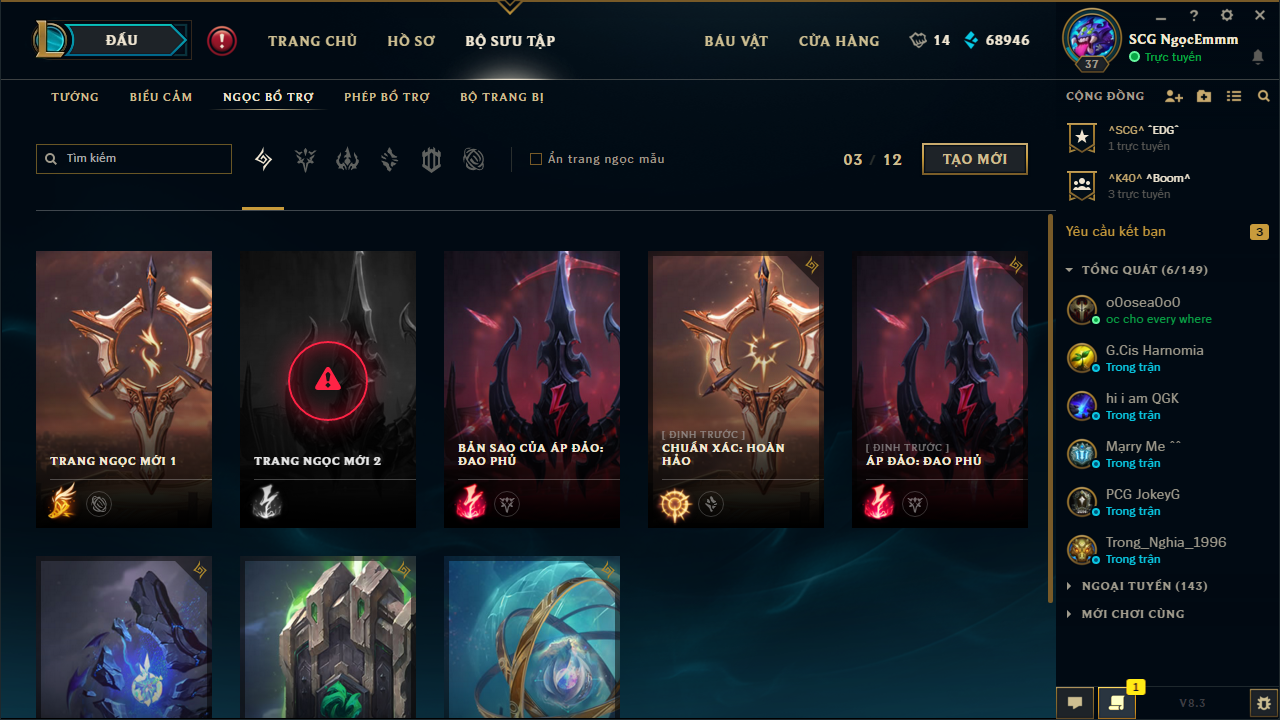 ĐẤU
TRANG CHỦ
HỒ SƠ
BỘ SƯU TẬP
BÁU VẬT
CỬA HÀNG
14
68946
37
SCG NgọcEmmm
Trực tuyến
TƯỚNG
BIỂU CẢM
NGỌC BỔ TRỢ
PHÉP BỔ TRỢ
BỘ TRANG BỊ
Tìm kiếm
Ẩn trang ngọc mẫu
03 / 12
TẠO MỚI
TRANG NGỌC MỚI 1
TRANG NGỌC MỚI 2
BẢN SAO CỦA ÁP ĐẢO:
ĐAO PHỦ
[ ĐỊNH TRƯỚC ]
CHUẨN XÁC: HOÀN
HẢO
[ ĐỊNH TRƯỚC ]
ÁP ĐẢO: ĐAO PHỦ
CỘNG ĐỒNG
^SCG^ ˆEDGˆ
1 trực tuyến
^K40^ ^Boom^
3 trực tuyến
Yêu cầu kết bạn
3
TỔNG QUÁT (6/149)
o0osea0o0
oc cho every where
G.Cis Harnomia
Trong trận
hi i am QGK
Trong trận
Mạrry Me ˆˆ
Trong trận
PCG JokeyG
Trong trận
Trong_Nghia_1996
Trong trận
NGOẠI TUYẾN (143)
MỚI CHƠI CÙNG
1
V8.3